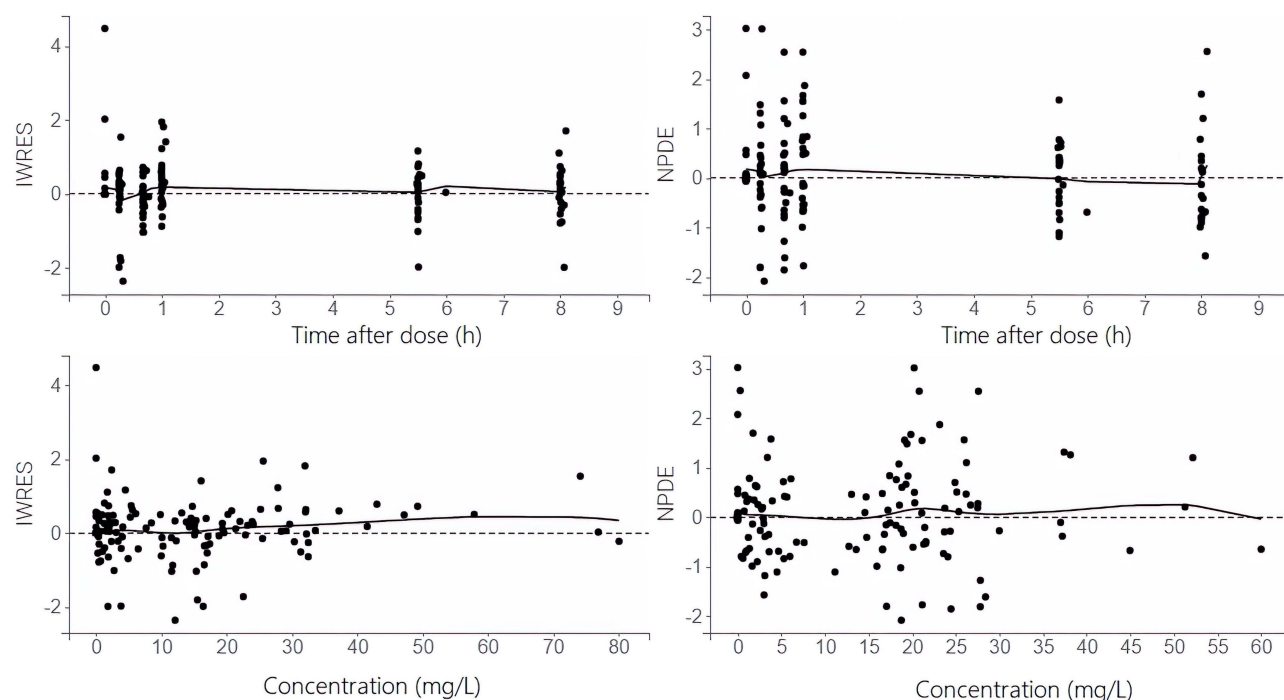 IWRES
4
2
0
-2
0 1 2 3 4 5 6 7 8 9
Time after dose (h)
NPDE
3
2
1
0
-1
-2
0 1 2 3 4 5 6 7 8 9
Time after dose (h)
IWRES
4
2
0
-2
0 10 20 30 40 50 60 70 80
Concentration (mg/L)
NPDE
3
2
1
0
-1
-2
0 5 10 15 20 25 30 35 40 45 50 55 60
Concentration (mg/L)